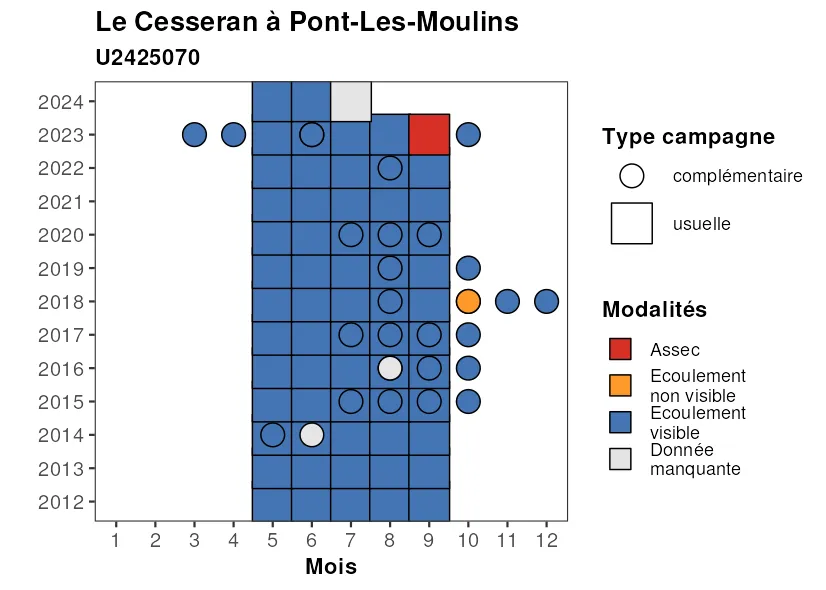 Le Cesseran à Pont-Les-Moulins
U2425070
2024
2023
2022
2021
2020
2019
2018
2017
2016
2015
2014
2013
2012
1 2 3 4 5 6 7 8 9 10 11 12
Mois
Type campagne
complémentaire
usuelle
Modalités
Assec
Ecoulement
non visible
Ecoulement
visible
Donnée
manquante